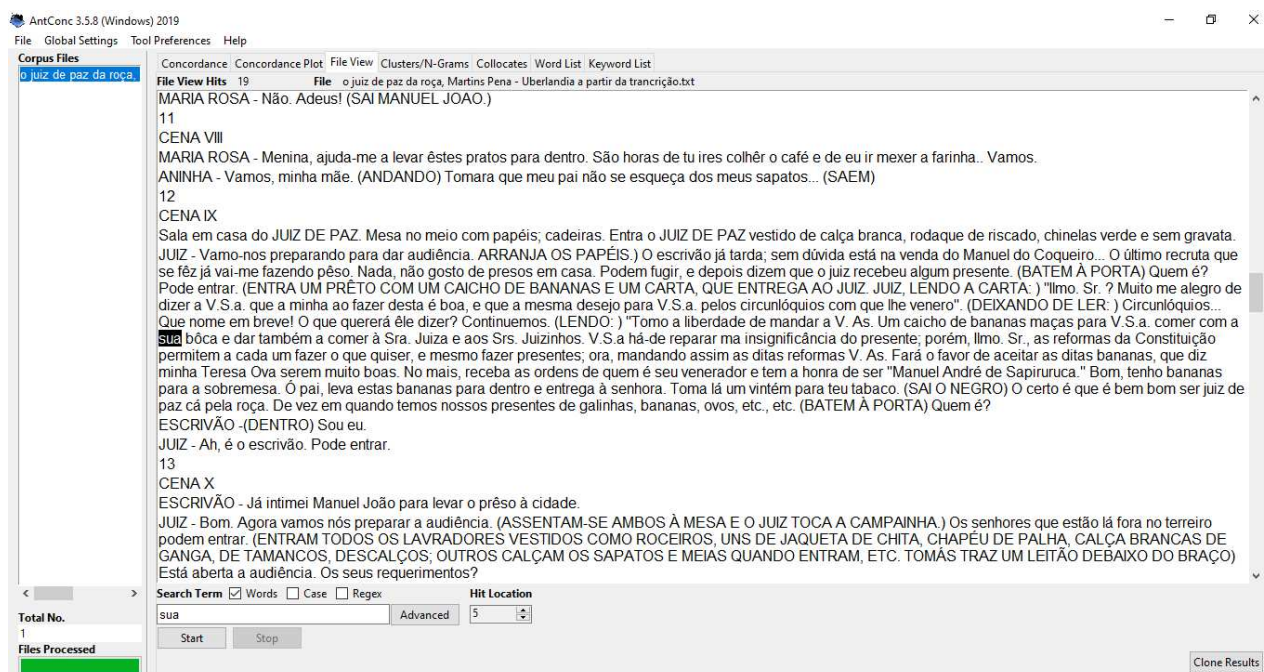 AntConc 3.5.8 (Windows) 2019
File Global Settings Tool Preferences Help
Corpus Files
o juiz de paz da roça,
Concordance Concordance Plot File View Clusters/N-Grams Collocates Word List Keyword List
File View Hits 19 File o juiz de paz da roça, Martins Pena - Uberlandia a partir da trancrição.txt
MARIA ROSA - Não. Adeus! (SAI MANUEL JOAO.)
11
CENA VIII
MARIA ROSA - Menina, ajuda-me a levar êstes pratos para dentro. São horas de tu ires colhêr o café e de eu ir mexer a farinha.. Vamos.
ANINHA - Vamos, minha mãe. (ANDANDO) Tomara que meu pai não se esqueça dos meus sapatos... (SAEM)
12
CENA IX
Sala em casa do JUIZ DE PAZ. Mesa no meio com papéis; cadeiras. Entra o JUIZ DE PAZ vestido de calça branca, rodaque de riscado, chinelas verde e sem gravata.
JUIZ - Vamo-nos preparando para dar audiência. ARRANJA OS PAPÉIS.) O escrivão já tarda; sem dúvida está na venda do Manuel do Coqueiro... O último recruta que
se fêz já vai-me fazendo pêso. Nada, não gosto de presos em casa. Podem fugir, e depois dizem que o juiz recebeu algum presente. (BATEM À PORTA) Quem é?
Pode entrar. (ENTRA UM PRÊTO COM UM CAICHO DE BANANAS E UM CARTA, QUE ENTREGA AO JUIZ. JUIZ, LENDO A CARTA: ) "Ilmo. Sr. ? Muito me alegro de
dizer a V.S.a. que a minha ao fazer desta é boa, e que a mesma desejo para V.S.a. pelos circunlóquios com que lhe venero". (DEIXANDO DE LER: ) Circunlóquios...
Que nome em breve! O que quererá êle dizer? Continuemos. (LENDO: ) "Tomo a liberdade de mandar a V. As. Um caicho de bananas maças para V.S.a. comer com a
sua bôca e dar também a comer à Sra. Juiza e aos Srs. Juizinhos. V.S.a há-de reparar ma insignificância do presente; porém, Ilmo. Sr., as reformas da Constituição
permitem a cada um fazer o que quiser, e mesmo fazer presentes; ora, mandando assim as ditas reformas V. As. Fará o favor de aceitar as ditas bananas, que diz
minha Teresa Ova serem muito boas. No mais, receba as ordens de quem é seu venerador e tem a honra de ser "Manuel André de Sapiruruca." Bom, tenho bananas
para a sobremesa. Ó pai, leva estas bananas para dentro e entrega à senhora. Toma lá um vintém para teu tabaco. (SAI O NEGRO) O certo é que é bem bom ser juiz de
paz cá pela roça. De vez em quando temos nossos presentes de galinhas, bananas, ovos, etc., etc. (BATEM À PORTA) Quem é?
ESCRIVÃO -(DENTRO) Sou eu.
JUIZ - Ah, é o escrivão. Pode entrar.
13
CENA X
ESCRIVÃO - Já intimei Manuel João para levar o prêso à cidade.
JUIZ - Bom. Agora vamos nós preparar a audiência. (ASSENTAM-SE AMBOS À MESA E O JUIZ TOCA A CAMPAINHA.) Os senhores que estão lá fora no terreiro
podem entrar. (ENTRAM TODOS OS LAVRADORES VESTIDOS COMO ROCEIROS, UNS DE JAQUETA DE CHITA, CHAPÉU DE PALHA, CALÇA BRANCAS DE
GANGA, DE TAMANCOS, DESCALÇOS; OUTROS CALÇAM OS SAPATOS E MEIAS QUANDO ENTRAM, ETC. TOMÁS TRAZ UM LEITÃO DEBAIXO DO BRAÇO)
Está aberta a audiência. Os seus requerimentos?
Search Term Words Case Regex Hit Location
sua Advanced 5
Start Stop
Total No.
1
Files Processed
Clone Results